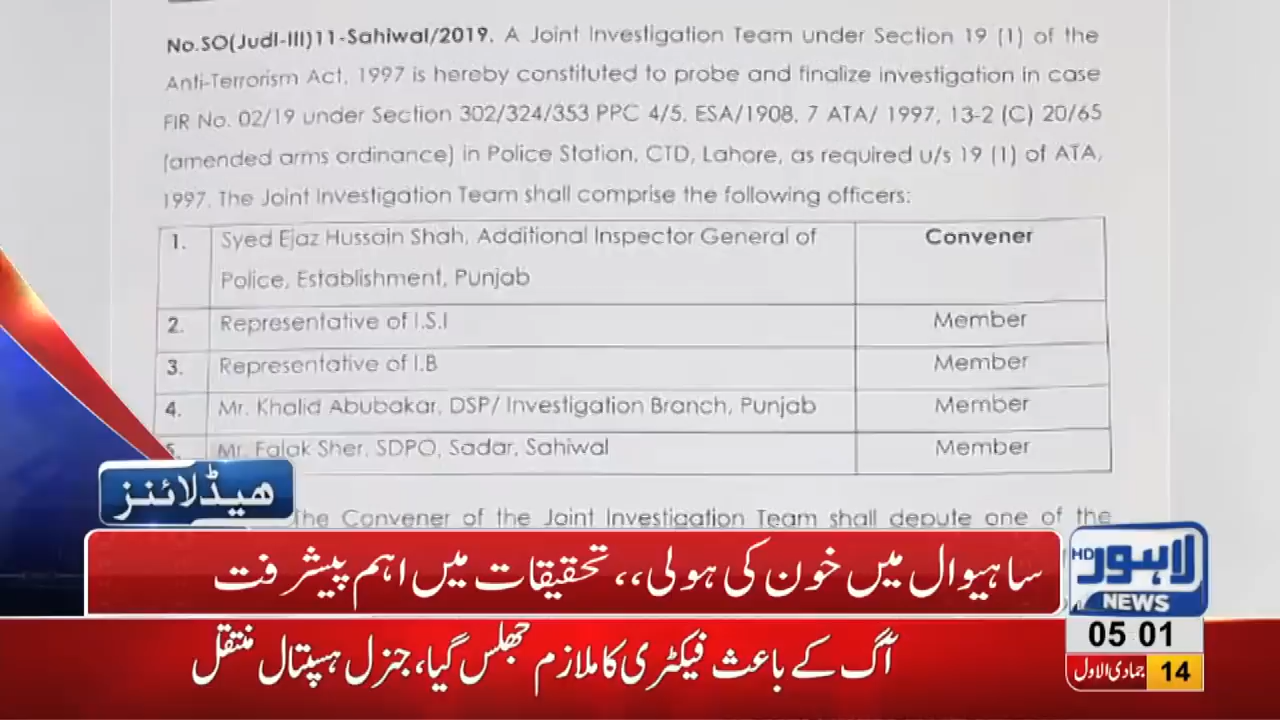 No.SO(Judl-III)11-Sahiwal/2019. A Joint Investigation Team under Section 19 (1) of the
Anti-Terrorism Act, 1997 is hereby constituted to probe and finalize investigation in case
FIR No. 02/19 under Section 302/324/353 PPC 4/5, ESA/1908, 7 ATA/ 1997, 13-2 (C) 20/65
(amended arms ordinance) in Police Station, CTD, Lahore, as required u/s 19 (1) of ATA,
1997. The Joint Investigation Team shall comprise the following officers:
1. Syed Ejaz Hussain Shah, Additional Inspector General of Convener
Police, Establishment, Punjab
2. Representative of I.S.I Member
3. Representative of I.B Member
4. Mr. Khalid Abubakar, DSP/ Investigation Branch, Punjab Member
5. Mr. Falak Sher, SDPO, Sadar, Sahiwal Member
The Convener of the Joint Investigation Team shall depute one of the
ہیڈلائنز
ساہیوال میں خون کی ہولی،، تحقیقات میں اہم پیشرفت
آگ کے باعث فیکٹری کا ملازم جھلس گیا، جنرل ہسپتال منتقل
لاہور HD
NEWS
05 01
14 جمادی الاول